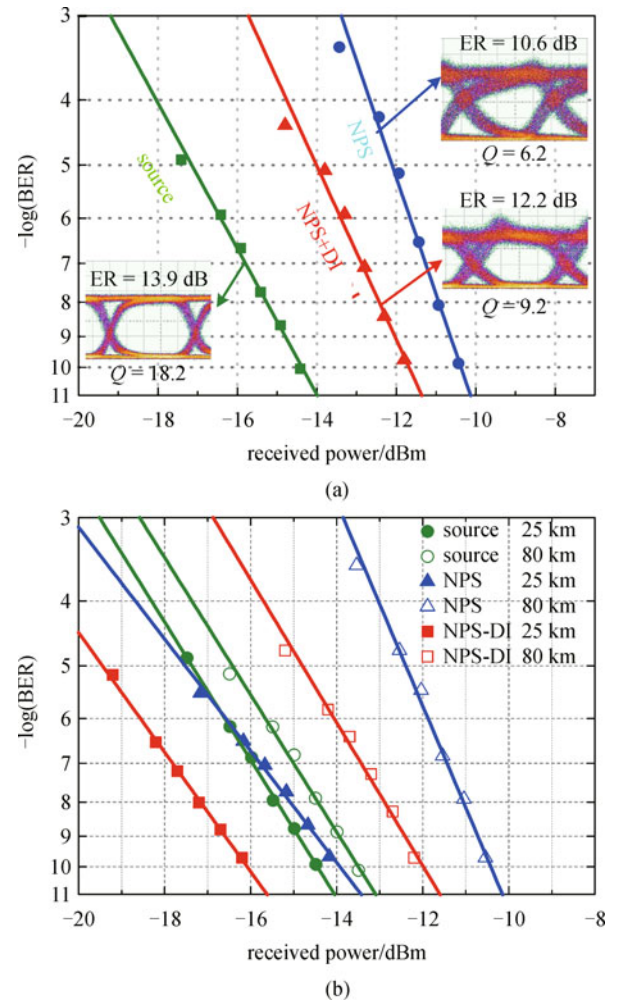 3
4
5
6
7
8
9
10
11
−log(BER)
source
NPS+DI
NPS
ER = 10.6 dB
Q = 6.2
ER = 12.2 dB
Q = 9.2
ER = 13.9 dB
Q = 18.2
−20 −18 −16 −14 −12 −10 −8
received power/dBm
(a)
3
4
5
6
7
8
9
10
11
−log(BER)
source 25 km
source 80 km
NPS 25 km
NPS 80 km
NPS-DI 25 km
NPS-DI 80 km
−20 −18 −16 −14 −12 −10 −8
received power/dBm
(b)